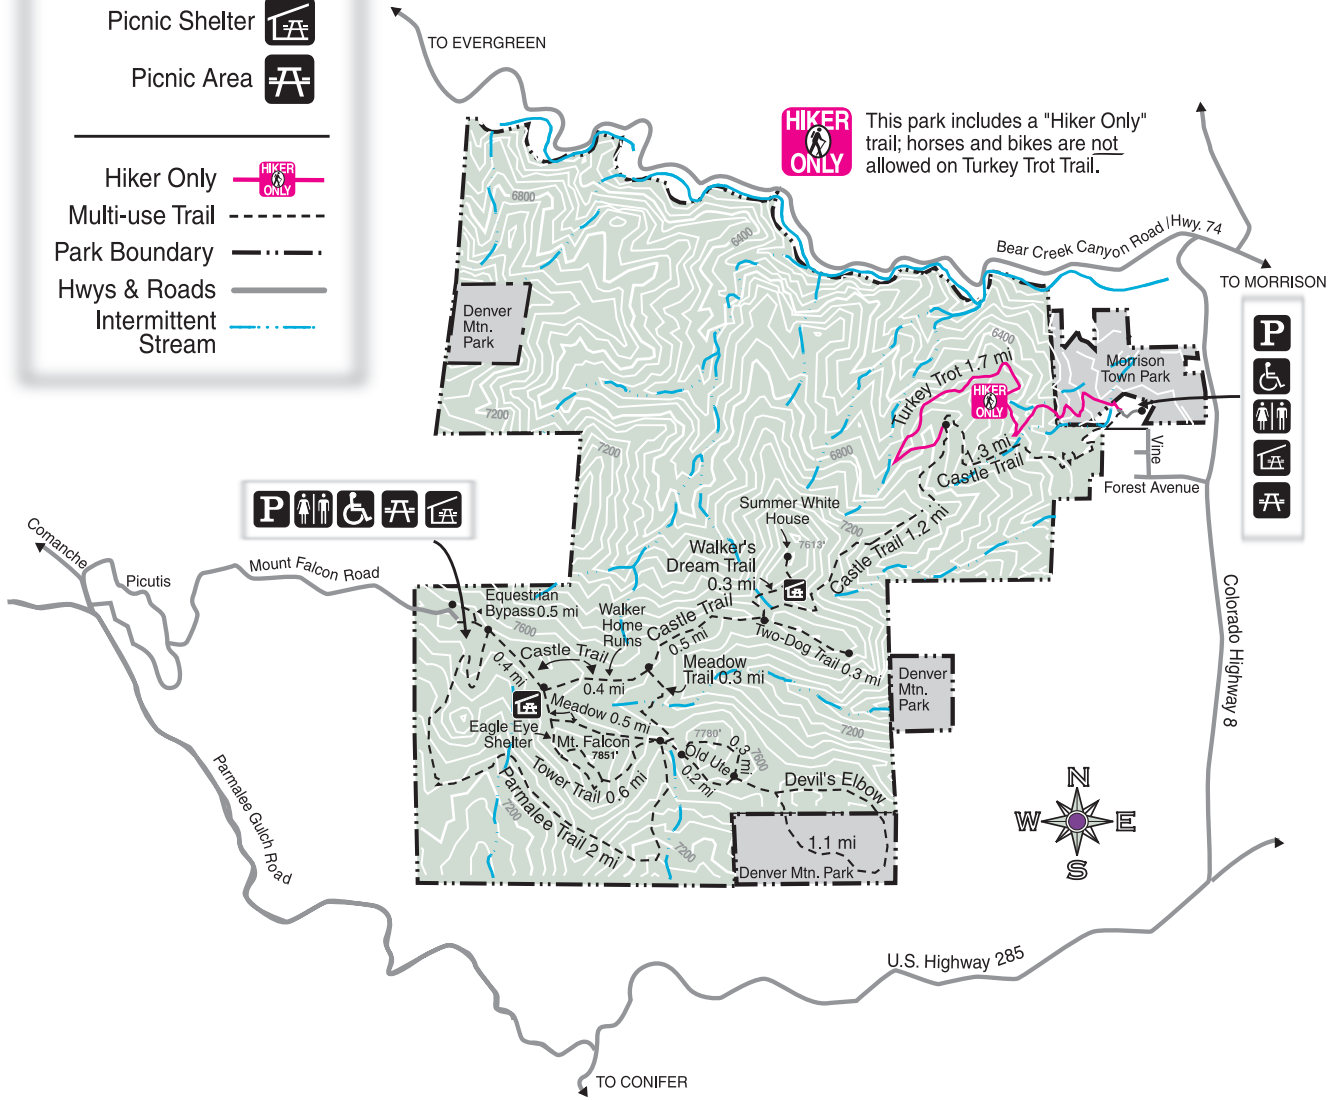 Picnic Shelter
Picnic Area
Hiker Only
HIKER
ONLY
Multi-use Trail
Park Boundary
Hwys & Roads
Intermittent
Stream
TO EVERGREEN
HIKER
ONLY
This park includes a "Hiker Only"
trail; horses and bikes are not
allowed on Turkey Trot Trail.
Bear Creek Canyon Road /Hwy. 74
TO MORRISON
P
6800
6400
Denver
Mtn.
Park
7200
7200
6400
Morrison
Town Park
Turkey Trot 1.7 mi
HIKER
ONLY
6800
1.3 mi
Castle Trail
Vine
Forest Avenue
Summer White
House
7613'
7200
Castle Trail 1.2 mi
Walker's
Dream Trail
0.3 mi
P
Comanche
Picutis
Mount Falcon Road
Equestrian
Bypass 0.5 mi
7600
Walker
Home
Ruins
Castle Trail
0.5 mi
Two-Dog Trail 0.3 mi
Castle Trail
0.4 mi
0.4 mi
Meadow
Trail 0.3 mi
Denver
Mtn.
Park
Meadow 0.5 mi
Eagle Eye
Shelter
Mt. Falcon
7851'
7780'
7600
7200
Old Ute
0.3 mi
0.2 mi
Tower Trail 0.6 mi
Parmalee Trail 2 mi
7200
7200
Devil's Elbow
1.1 mi
Denver Mtn. Park
Colorado Highway 8
N
W
E
S
Parmalee Gulch Road
U.S. Highway 285
TO CONIFER